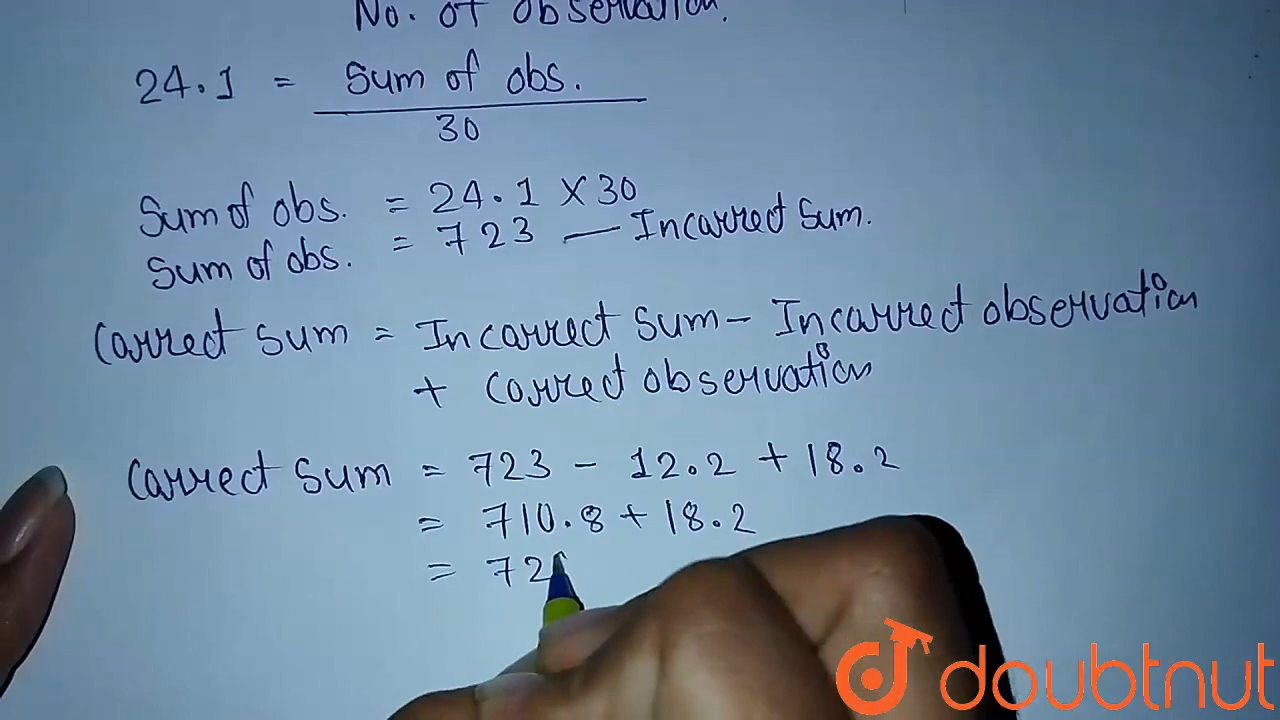 No. of observation.
24.1 = Sum of obs.
30
Sum of obs. = 24.1 × 30
Sum of obs. = 723 — Incorrect Sum.
Correct sum = Incorrect sum - Incorrect observation
+ correct observation
Correct sum = 723 - 12.2 + 18.2
= 710.8 + 18.2
= 72
doubtnut